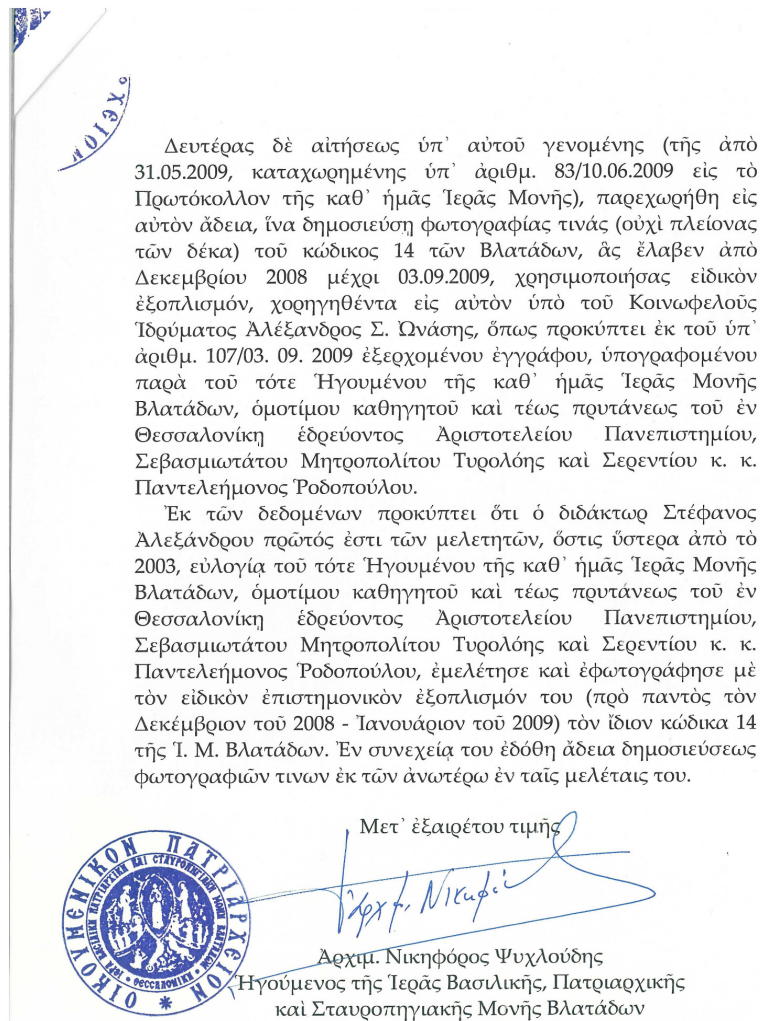 ΧΕΙΟΝ
Δευτέρας δὲ αἰτήσεως ὑπ᾽ αὐτοῦ γενομένης (τῆς ἀπὸ
31.05.2009, καταχωρημένης ὑπ᾽ ἀριθμ. 83/10.06.2009 εἰς τὸ
Πρωτόκολλον τῆς καθ᾽ ἡμᾶς Ἱερᾶς Μονῆς), παρεχωρήθη εἰς
αὐτὸν ἄδεια, ἵνα δημοσιεύσῃ φωτογραφίας τινάς (οὐχὶ πλείονας
τῶν δέκα) τοῦ κώδικος 14 τῶν Βλατάδων, ἃς ἔλαβεν ἀπὸ
Δεκεμβρίου 2008 μέχρι 03.09.2009, χρησιμοποιήσας εἰδικὸν
ἐξοπλισμόν, χορηγηθέντα εἰς αὐτὸν ὑπὸ τοῦ Κοινωφελοῦς
Ἱδρύματος Ἀλέξανδρος Σ. Ὠνάσης, ὅπως προκύπτει ἐκ τοῦ ὑπ᾽
ἀριθμ. 107/03. 09. 2009 ἐξερχομένου ἐγγράφου, ὑπογραφομένου
παρὰ τοῦ τότε Ἡγουμένου τῆς καθ᾽ ἡμᾶς Ἱερᾶς Μονῆς
Βλατάδων, ὁμοτίμου καθηγητοῦ καὶ τέως πρυτάνεως τοῦ ἐν
Θεσσαλονίκῃ ἑδρεύοντος Ἀριστοτελείου Πανεπιστημίου,
Σεβασμιωτάτου Μητροπολίτου Τυρολόης καὶ Σερεντίου κ. κ.
Παντελεήμονος Ῥοδοπούλου.
Ἐκ τῶν δεδομένων προκύπτει ὅτι ὁ διδάκτωρ Στέφανος
Ἀλεξάνδρου πρῶτός ἐστι τῶν μελετητῶν, ὅστις ὕστερα ἀπὸ τὸ
2003, εὐλογίᾳ τοῦ τότε Ἡγουμένου τῆς καθ᾽ ἡμᾶς Ἱερᾶς Μονῆς
Βλατάδων, ὁμοτίμου καθηγητοῦ καὶ τέως πρυτάνεως τοῦ ἐν
Θεσσαλονίκῃ ἑδρεύοντος Ἀριστοτελείου Πανεπιστημίου,
Σεβασμιωτάτου Μητροπολίτου Τυρολόης καὶ Σερεντίου κ. κ.
Παντελεήμονος Ῥοδοπούλου, ἐμελέτησε καὶ ἐφωτογράφησε μὲ
τὸν εἰδικὸν ἐπιστημονικὸν ἐξοπλισμόν του (πρὸ παντὸς τὸν
Δεκέμβριον τοῦ 2008 - Ἰανουάριον τοῦ 2009) τὸν ἴδιον κώδικα 14
τῆς Ἱ. Μ. Βλατάδων. Ἐν συνεχείᾳ του ἐδόθη ἄδεια δημοσιεύσεως
φωτογραφιῶν τινων ἐκ τῶν ἀνωτέρω ἐν ταῖς μελέταις του.
Μετ᾽ ἐξαιρέτου τιμῆς
ΟΙΚΟΥΜΕΝΙΚΟΝ ΠΑΤΡΙΑΡΧΕΙΟΝ
Ἀρχιμ. Νικηφόρος Ψυχλούδης
Ἡγούμενος τῆς Ἱερᾶς Βασιλικῆς, Πατριαρχικῆς
καὶ Σταυροπηγιακῆς Μονῆς Βλατάδων